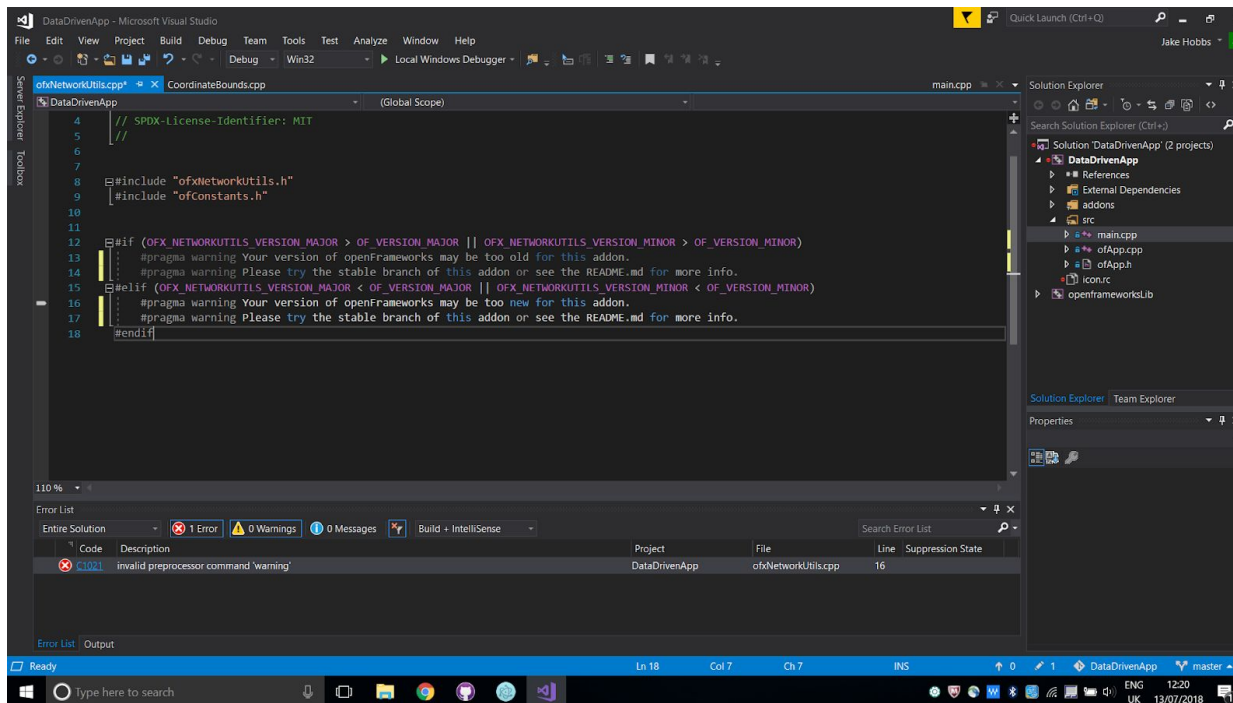 DataDrivenApp - Microsoft Visual Studio
Quick Launch (Ctrl+Q)
File Edit View Project Build Debug Team Tools Test Analyze Window Help
Jake Hobbs
Debug Win32 Local Windows Debugger
Server Explorer
Toolbox
ofxNetworkUtils.cpp* CoordinateBounds.cpp main.cpp
DataDrivenApp (Global Scope)
4 // SPDX-License-Identifier: MIT
5 //
6
7
8 #include "ofxNetworkUtils.h"
9 #include "ofConstants.h"
10
11
12 #if (OFX_NETWORKUTILS_VERSION_MAJOR > OF_VERSION_MAJOR || OFX_NETWORKUTILS_VERSION_MINOR > OF_VERSION_MINOR)
13 #pragma warning Your version of openFrameworks may be too old for this addon.
14 #pragma warning Please try the stable branch of this addon or see the README.md for more info.
15 #elif (OFX_NETWORKUTILS_VERSION_MAJOR < OF_VERSION_MAJOR || OFX_NETWORKUTILS_VERSION_MINOR < OF_VERSION_MINOR)
16 #pragma warning Your version of openFrameworks may be too new for this addon.
17 #pragma warning Please try the stable branch of this addon or see the README.md for more info.
18 #endif
110 %
Solution Explorer
Search Solution Explorer (Ctrl+;)
Solution 'DataDrivenApp' (2 projects)
DataDrivenApp
References
External Dependencies
addons
src
main.cpp
ofApp.cpp
ofApp.h
icon.rc
openframeworksLib
Solution Explorer Team Explorer
Properties
Error List
Entire Solution 1 Error 0 Warnings 0 Messages Build + IntelliSense Search Error List
Code Description Project File Line Suppression State
C1021 invalid preprocessor command 'warning' DataDrivenApp ofxNetworkUtils.cpp 16
Error List Output
Ready Ln 18 Col 7 Ch 7 INS 0 1 DataDrivenApp master
Type here to search
ENG 12:20
UK 13/07/2018